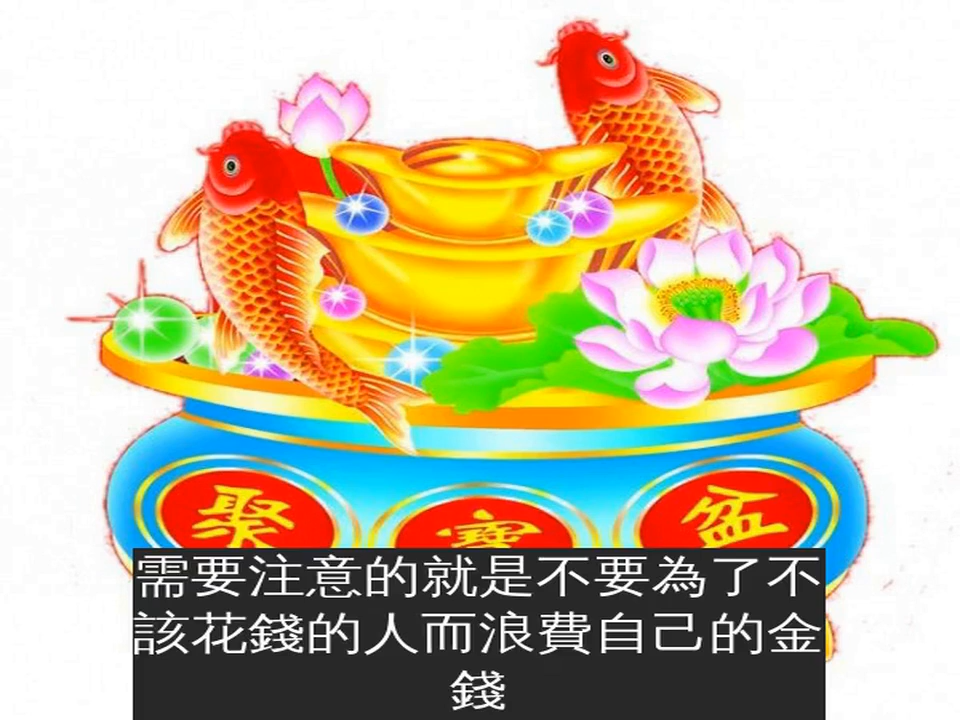 聚寶盆
需要注意的就是不要為了不
該花錢的人而浪費自己的金
錢